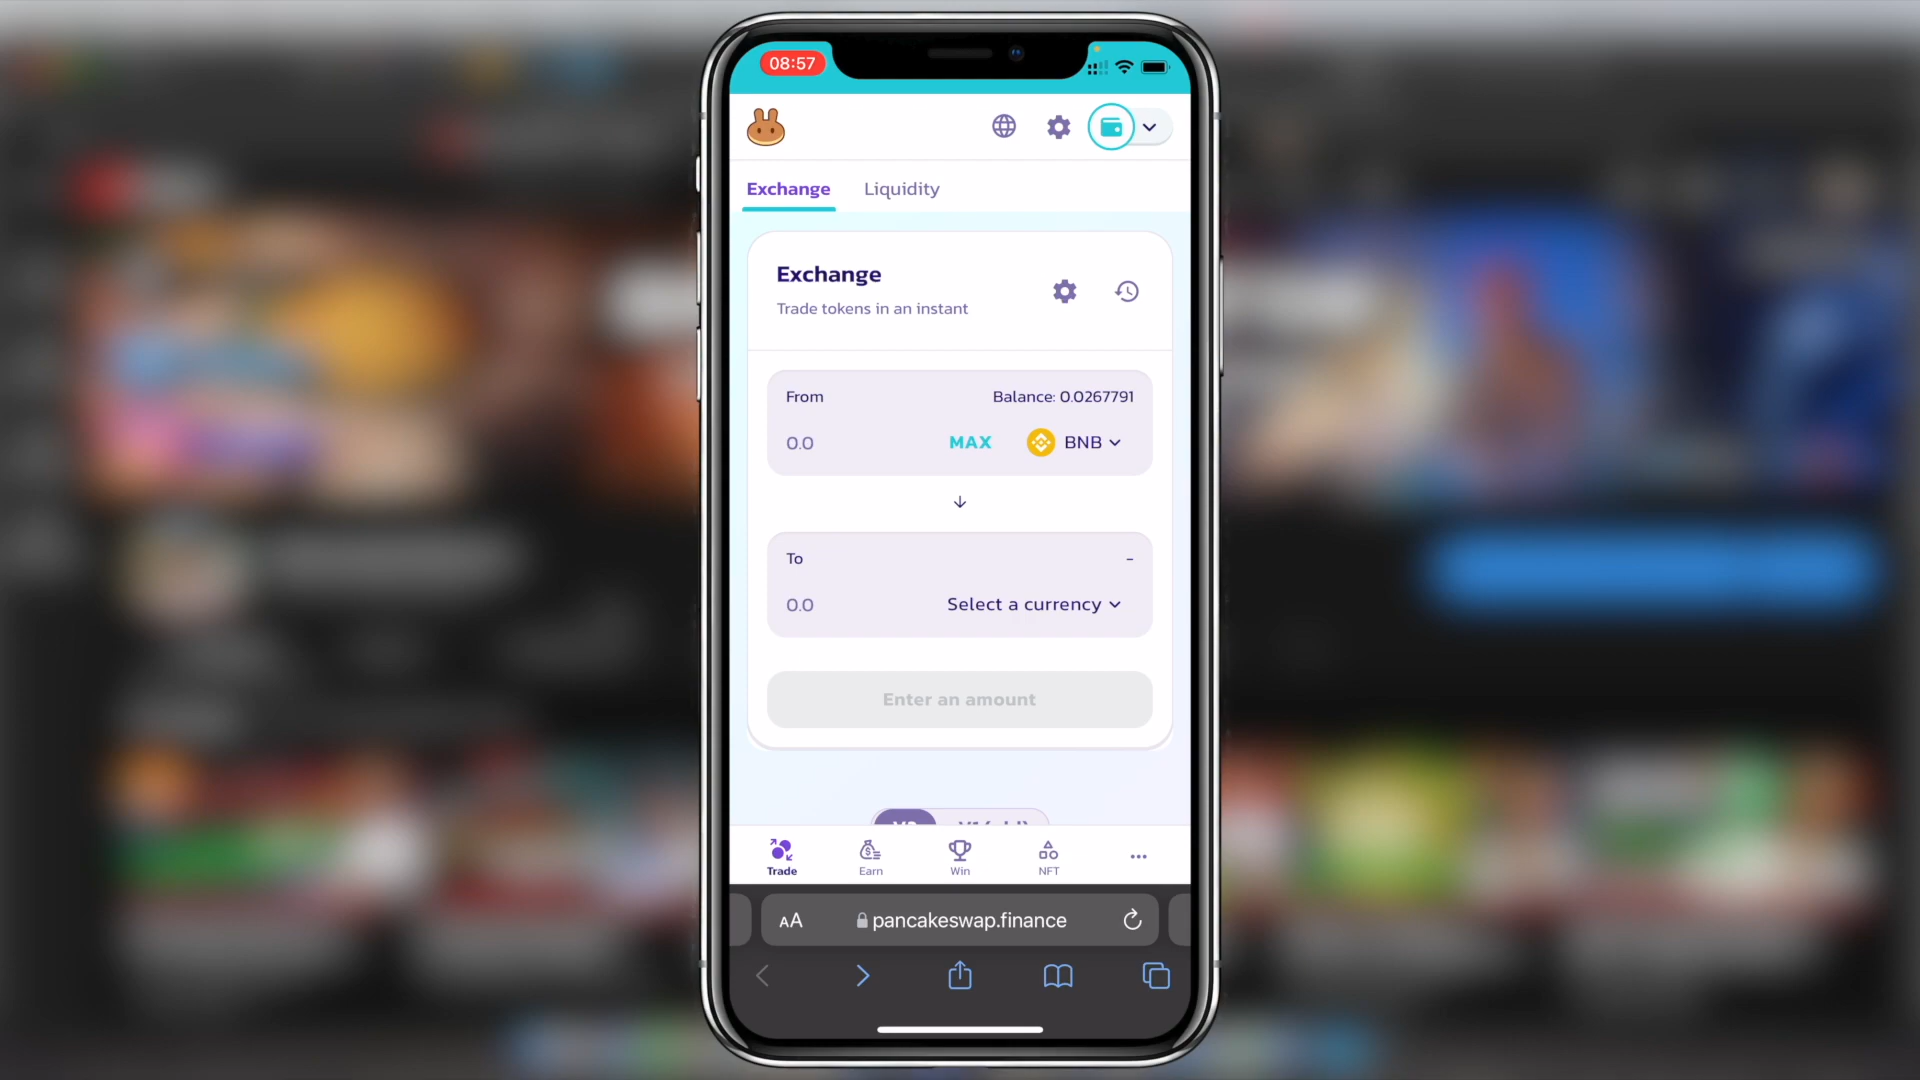 08:57
Exchange Liquidity
Exchange
Trade tokens in an instant
From Balance: 0.0267791
0.0 MAX BNB
To -
0.0 Select a currency
Enter an amount
Trade Earn Win NFT
AA pancakeswap.finance